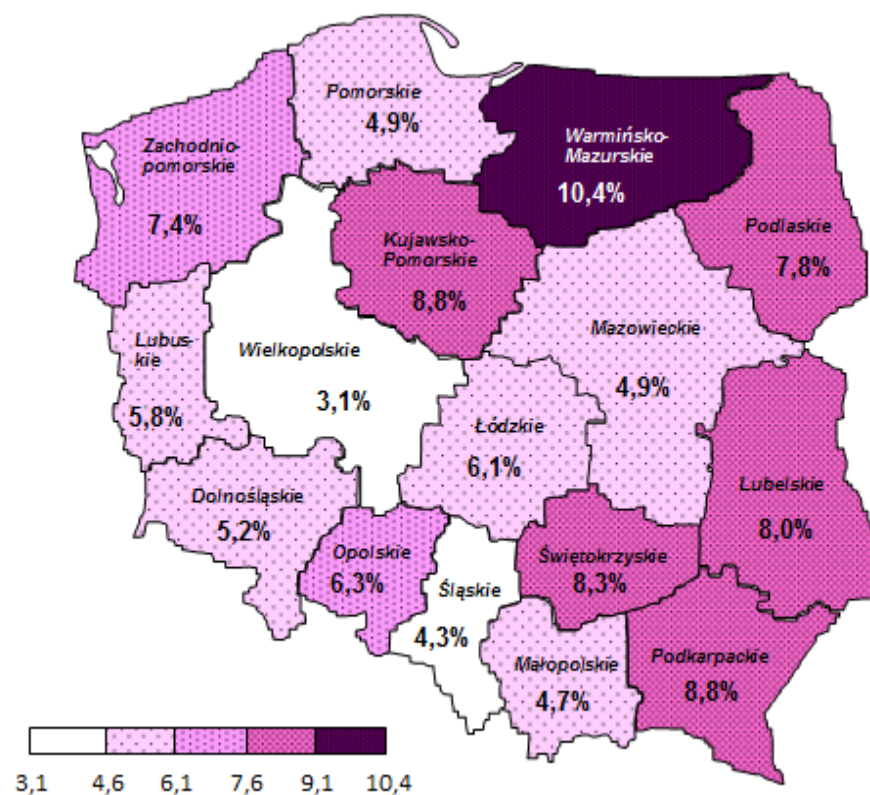 Pomorskie
4,9%
Warmińsko-
Mazurskie
10,4%
Zachodnio-
pomorskie
7,4%
Podlaskie
7,8%
Kujawsko-
Pomorskie
8,8%
Mazowieckie
4,9%
Lubus-
kie
5,8%
Wielkopolskie
3,1%
Łódzkie
6,1%
Lubelskie
8,0%
Dolnośląskie
5,2%
Opolskie
6,3%
Śląskie
4,3%
Świętokrzyskie
8,3%
Małopolskie
4,7%
Podkarpackie
8,8%
3,1 4,6 6,1 7,6 9,1 10,4